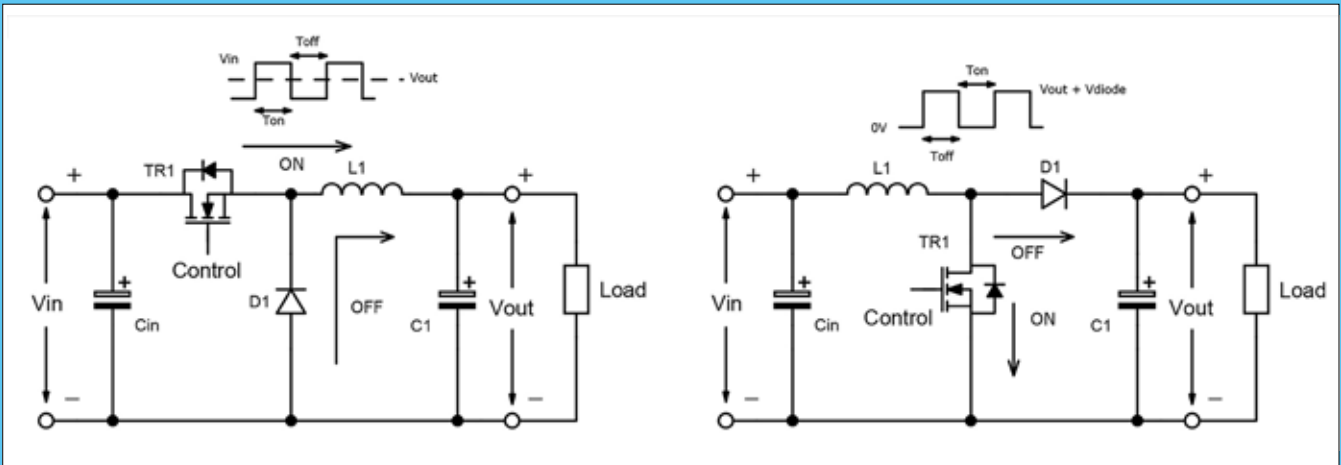 Toff
Vin
- Vout
Ton
ON
TR1
L1
+
+
Control
+
+
Vin
D1
OFF
Vout
Load
Cin
C1
–
–
Ton
Vout + Vdiode
0V
Toff
L1
D1
+
+
TR1
OFF
+
+
Vin
Control
ON
Vout
Load
Cin
C1
–
–